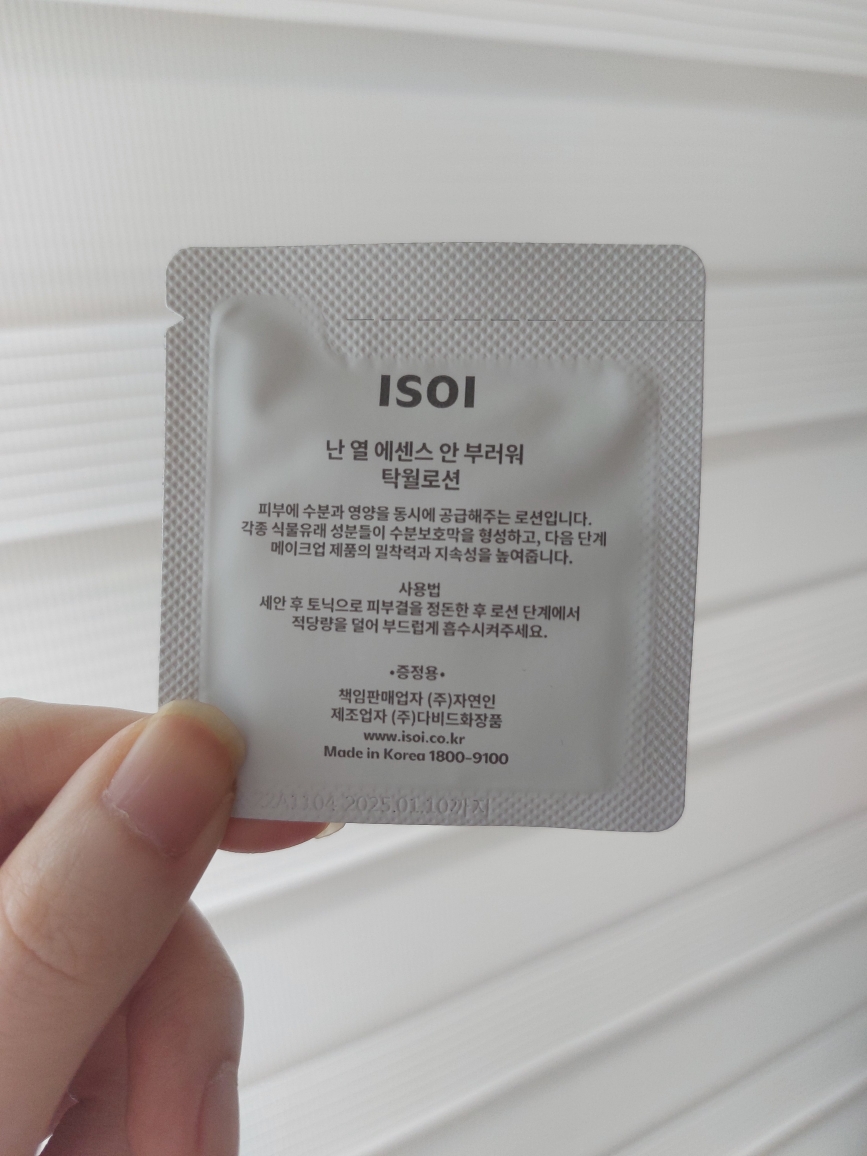 ISOI
난 열 에센스 안 부러워
탁월로션
피부에 수분과 영양을 동시에 공급해주는 로션입니다.
각종 식물유래 성분들이 수분보호막을 형성하고, 다음 단계
메이크업 제품의 밀착력과 지속성을 높여줍니다.
사용법
세안 후 토닉으로 피부결을 정돈한 후 로션 단계에서
적당량을 덜어 부드럽게 흡수시켜주세요.
•증정용•
책임판매업자 (주)자연인
제조업자 (주)다비드화장품
www.isoi.co.kr
Made in Korea 1800-9100
22A1104 2025.01.10까지